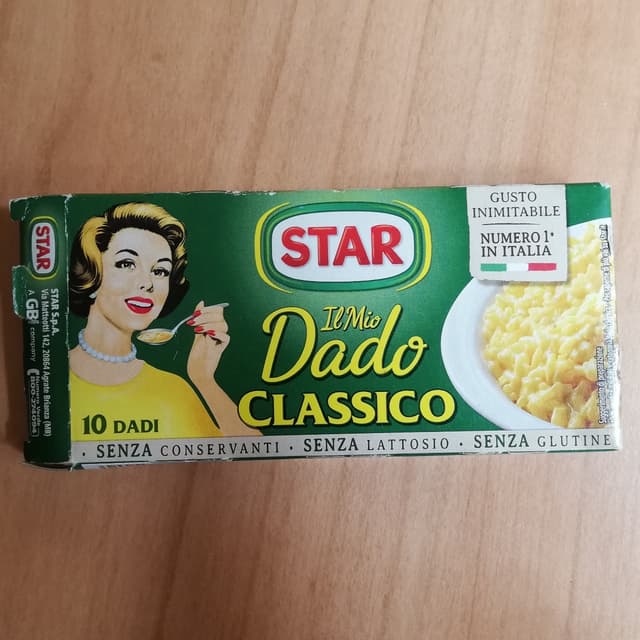 STAR
STAR S.p.A.
Via Matteotti 142, 20864 Agrate Brianza (MB)
A GB company
STAR
Il Mio
Dado
CLASSICO
10 DADI
GUSTO
INIMITABILE
NUMERO 1*
IN ITALIA
· SENZA CONSERVANTI · SENZA LATTOSIO · SENZA GLUTINE